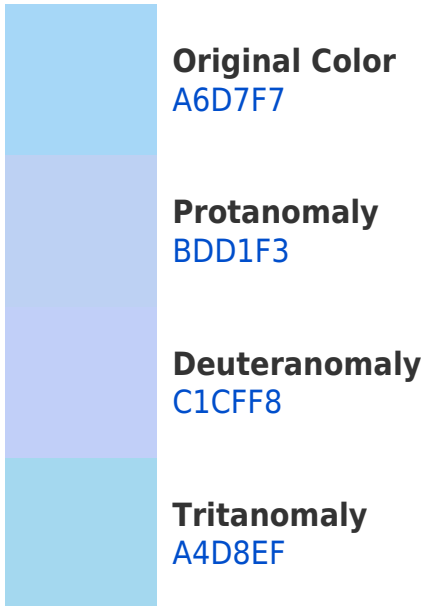 Original Color
A6D7F7
Protanomaly
BDD1F3
Deuteranomaly
C1CFF8
Tritanomaly
A4D8EF